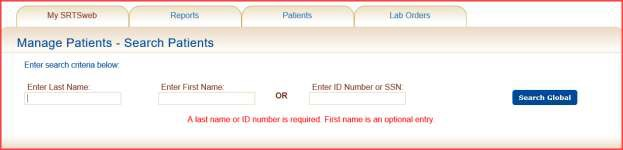 My SRTSweb Reports Patients Lab Orders
Manage Patients - Search Patients
Enter search criteria below:
Enter Last Name: Enter First Name: OR Enter ID Number or SSN: Search Global
A last name or ID number is required. First name is an optional entry